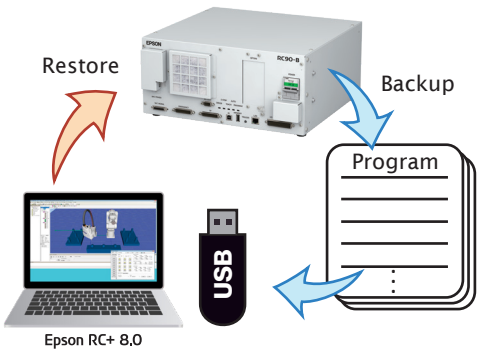 Restore
EPSON
RC90-B
Backup
Program
USB
Epson RC+ 8.0